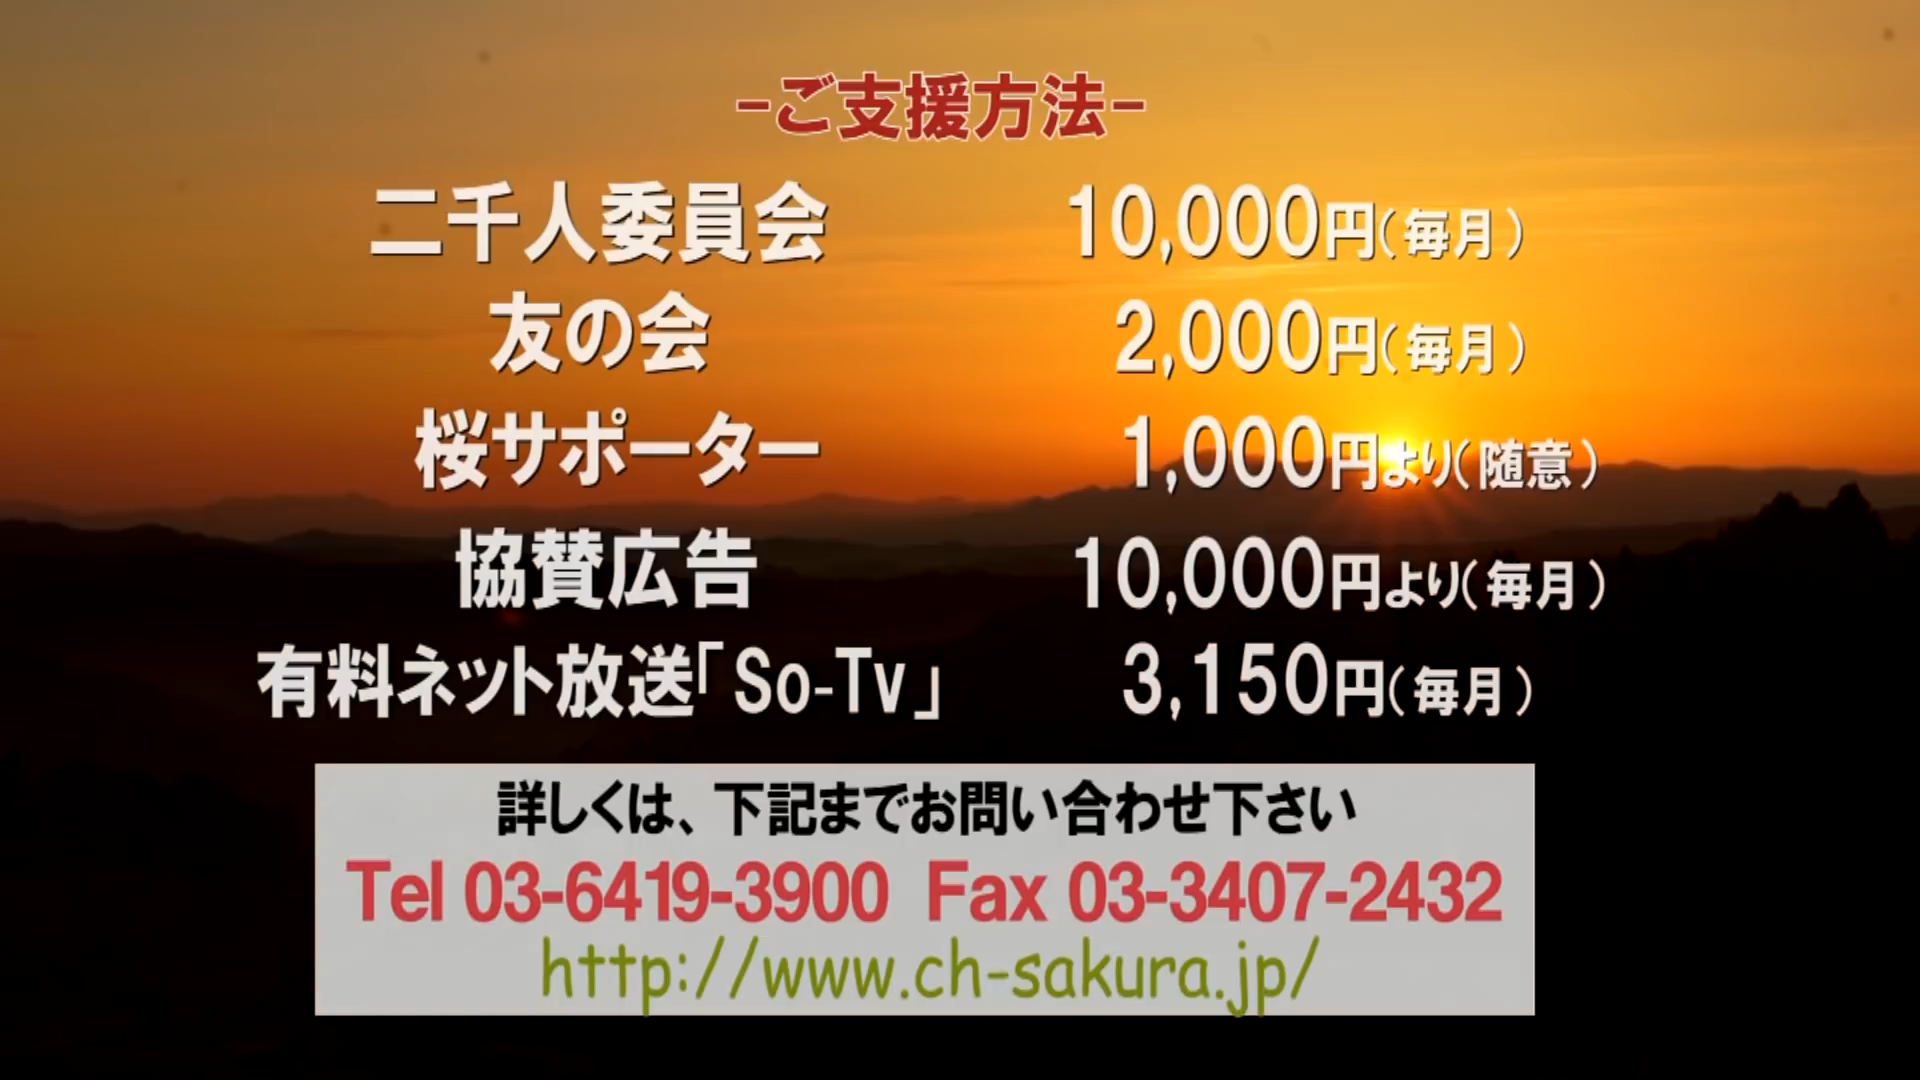 -ご支援方法-
二千人委員会 10,000円(毎月)
友の会 2,000円(毎月)
桜サポーター 1,000円より(随意)
協賛広告 10,000円より(毎月)
有料ネット放送「So-Tv」 3,150円(毎月)
詳しくは、下記までお問い合わせ下さい
Tel 03-6419-3900 Fax 03-3407-2432
http://www.ch-sakura.jp/